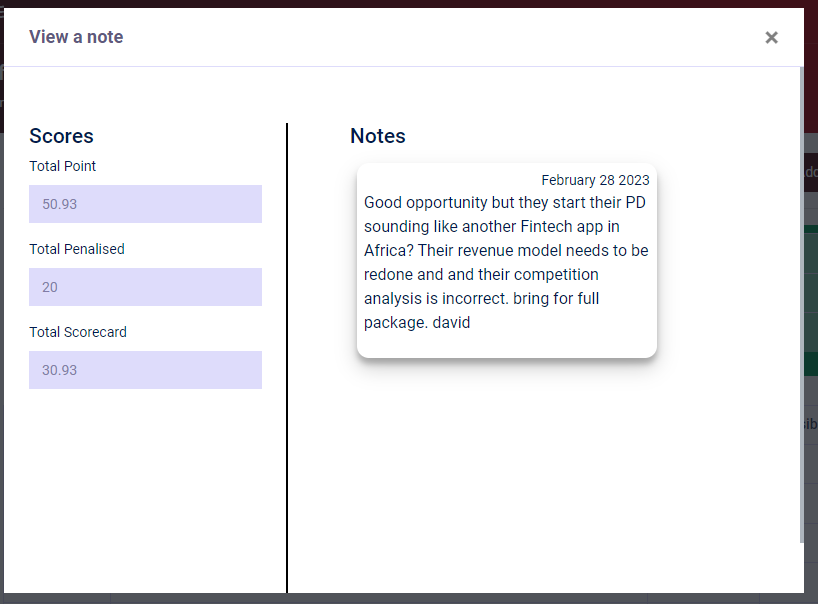 View a note
×
Scores
Total Point
50.93
Total Penalised
20
Total Scorecard
30.93
Notes
February 28 2023
Good opportunity but they start their PD
sounding like another Fintech app in
Africa? Their revenue model needs to be
redone and and their competition
analysis is incorrect. bring for full
package. david